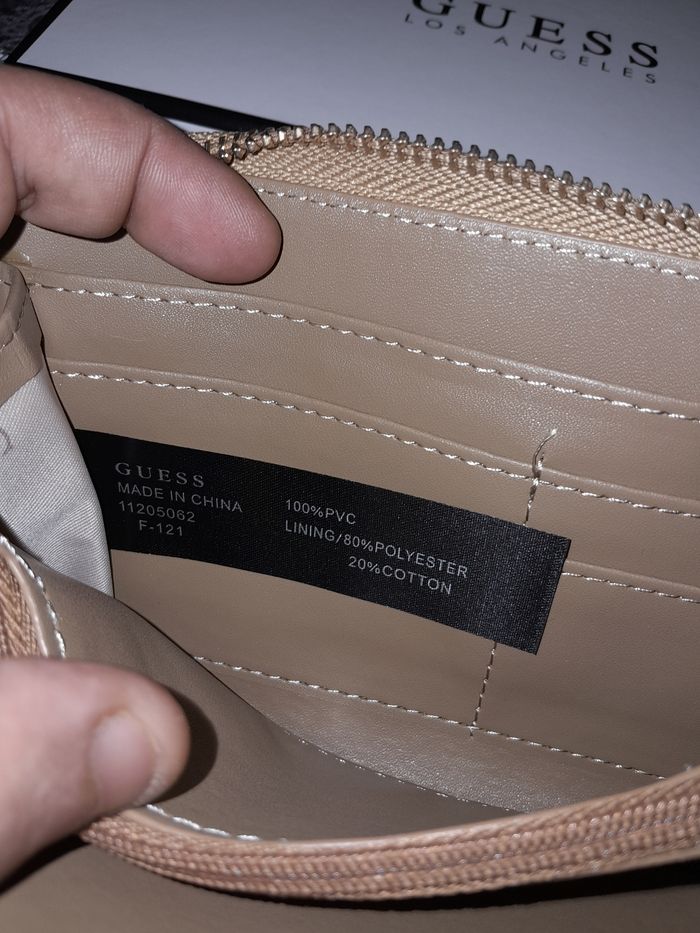 GUESS
LOS ANGELES
GUESS
MADE IN CHINA
11205062
F-121
100%PVC
LINING/80%POLYESTER
20%COTTON